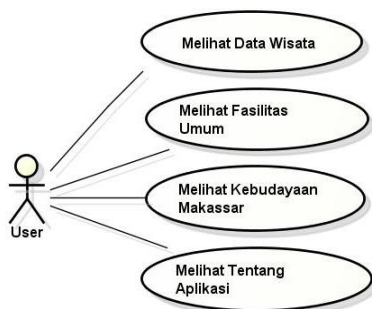 Melihat Data Wisata
Melihat Fasilitas
Umum
Melihat Kebudayaan
Makassar
User
Melihat Tentang
Aplikasi